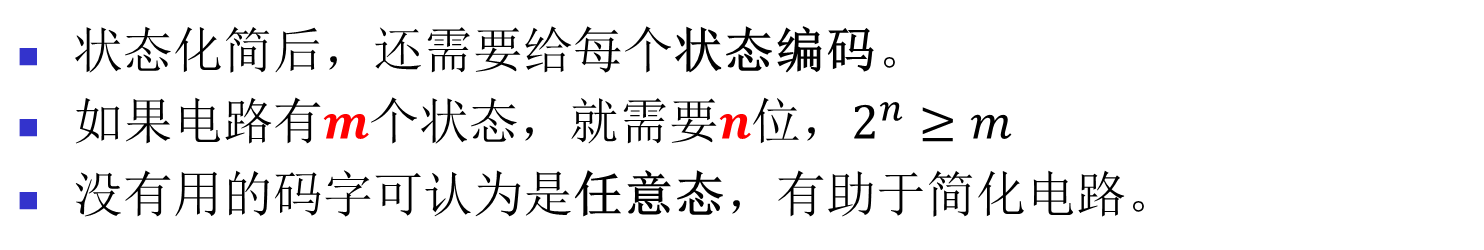 ▪ 状态化简后，还需要给每个状态编码。
▪ 如果电路有m个状态，就需要n位，2ⁿ ≥ m
▪ 没有用的码字可认为是任意态，有助于简化电路。